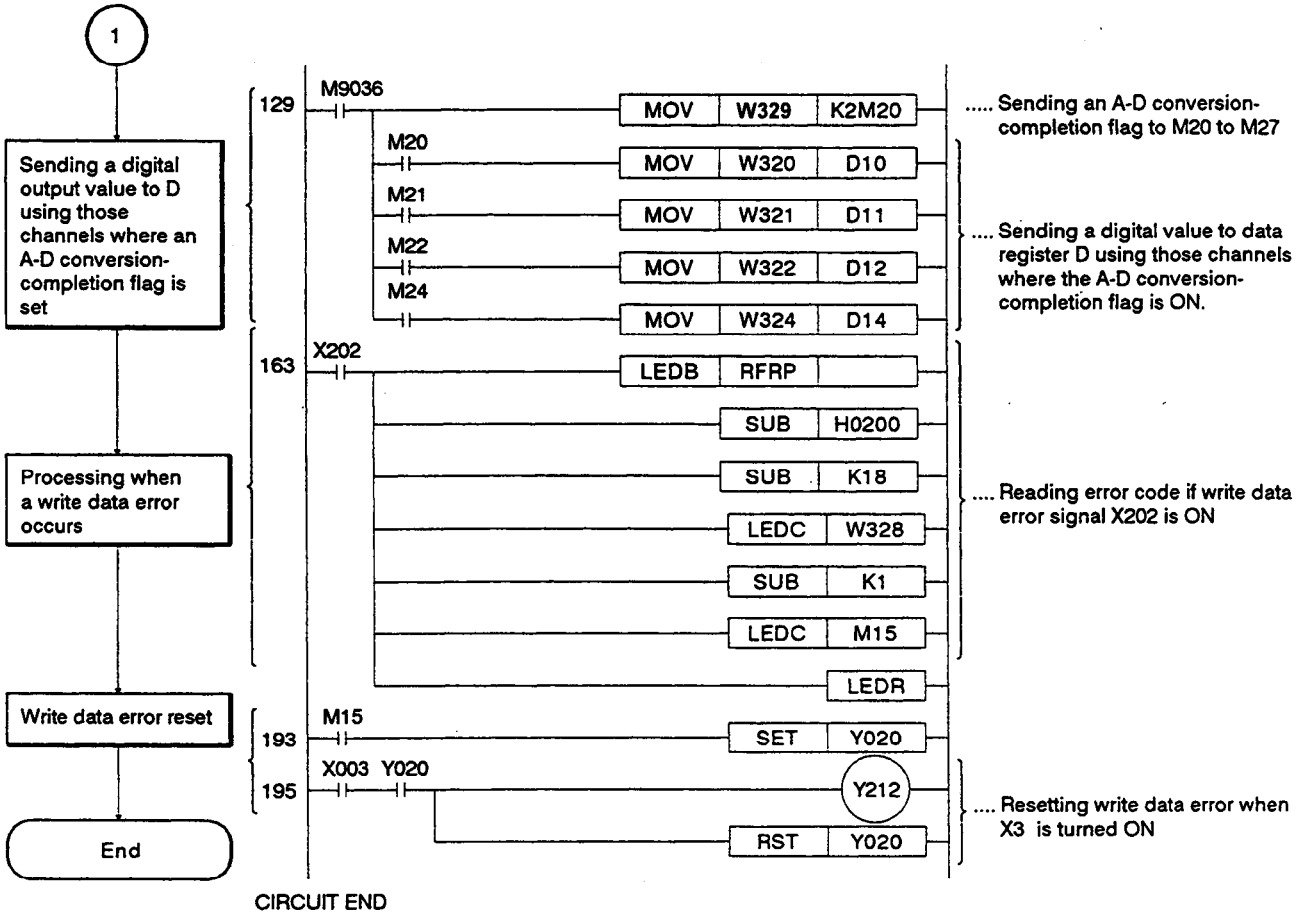 1
129
M9036
MOV W329 K2M20
..... Sending an A-D conversion-
completion flag to M20 to M27
Sending a digital
output value to D
using those
channels where an
A-D conversion-
completion flag is
set
M20
MOV W320 D10
M21
MOV W321 D11
M22
MOV W322 D12
M24
MOV W324 D14
.... Sending a digital value to data
register D using those channels
where the A-D conversion-
completion flag is ON.
163
X202
LEDB RFRP
SUB H0200
Processing when
a write data error
occurs
SUB K18
LEDC W328
SUB K1
LEDC M15
LEDR
.... Reading error code if write data
error signal X202 is ON
Write data error reset
193
M15
SET Y020
195
X003 Y020
Y212
RST Y020
.... Resetting write data error when
X3 is turned ON
End
CIRCUIT END